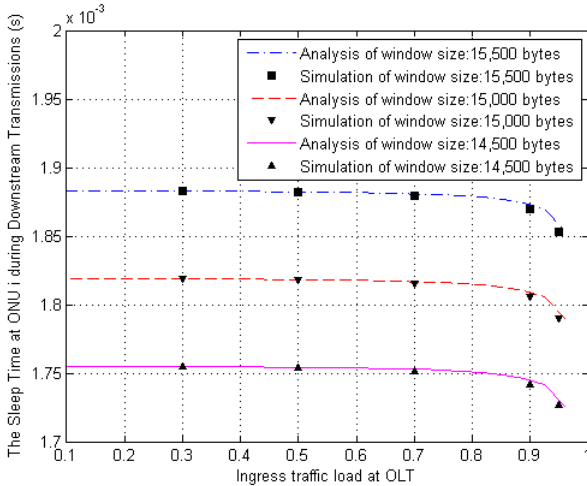 x 10⁻³
2
1.95
1.9
1.85
1.8
1.75
1.7
The Sleep Time at ONU i during Downstream Transmissions (s)
Analysis of window size:15,500 bytes
Simulation of window size:15,500 bytes
Analysis of window size:15,000 bytes
Simulation of window size:15,000 bytes
Analysis of window size:14,500 bytes
Simulation of window size:14,500 bytes
0.1 0.2 0.3 0.4 0.5 0.6 0.7 0.8 0.9 1
Ingress traffic load at OLT